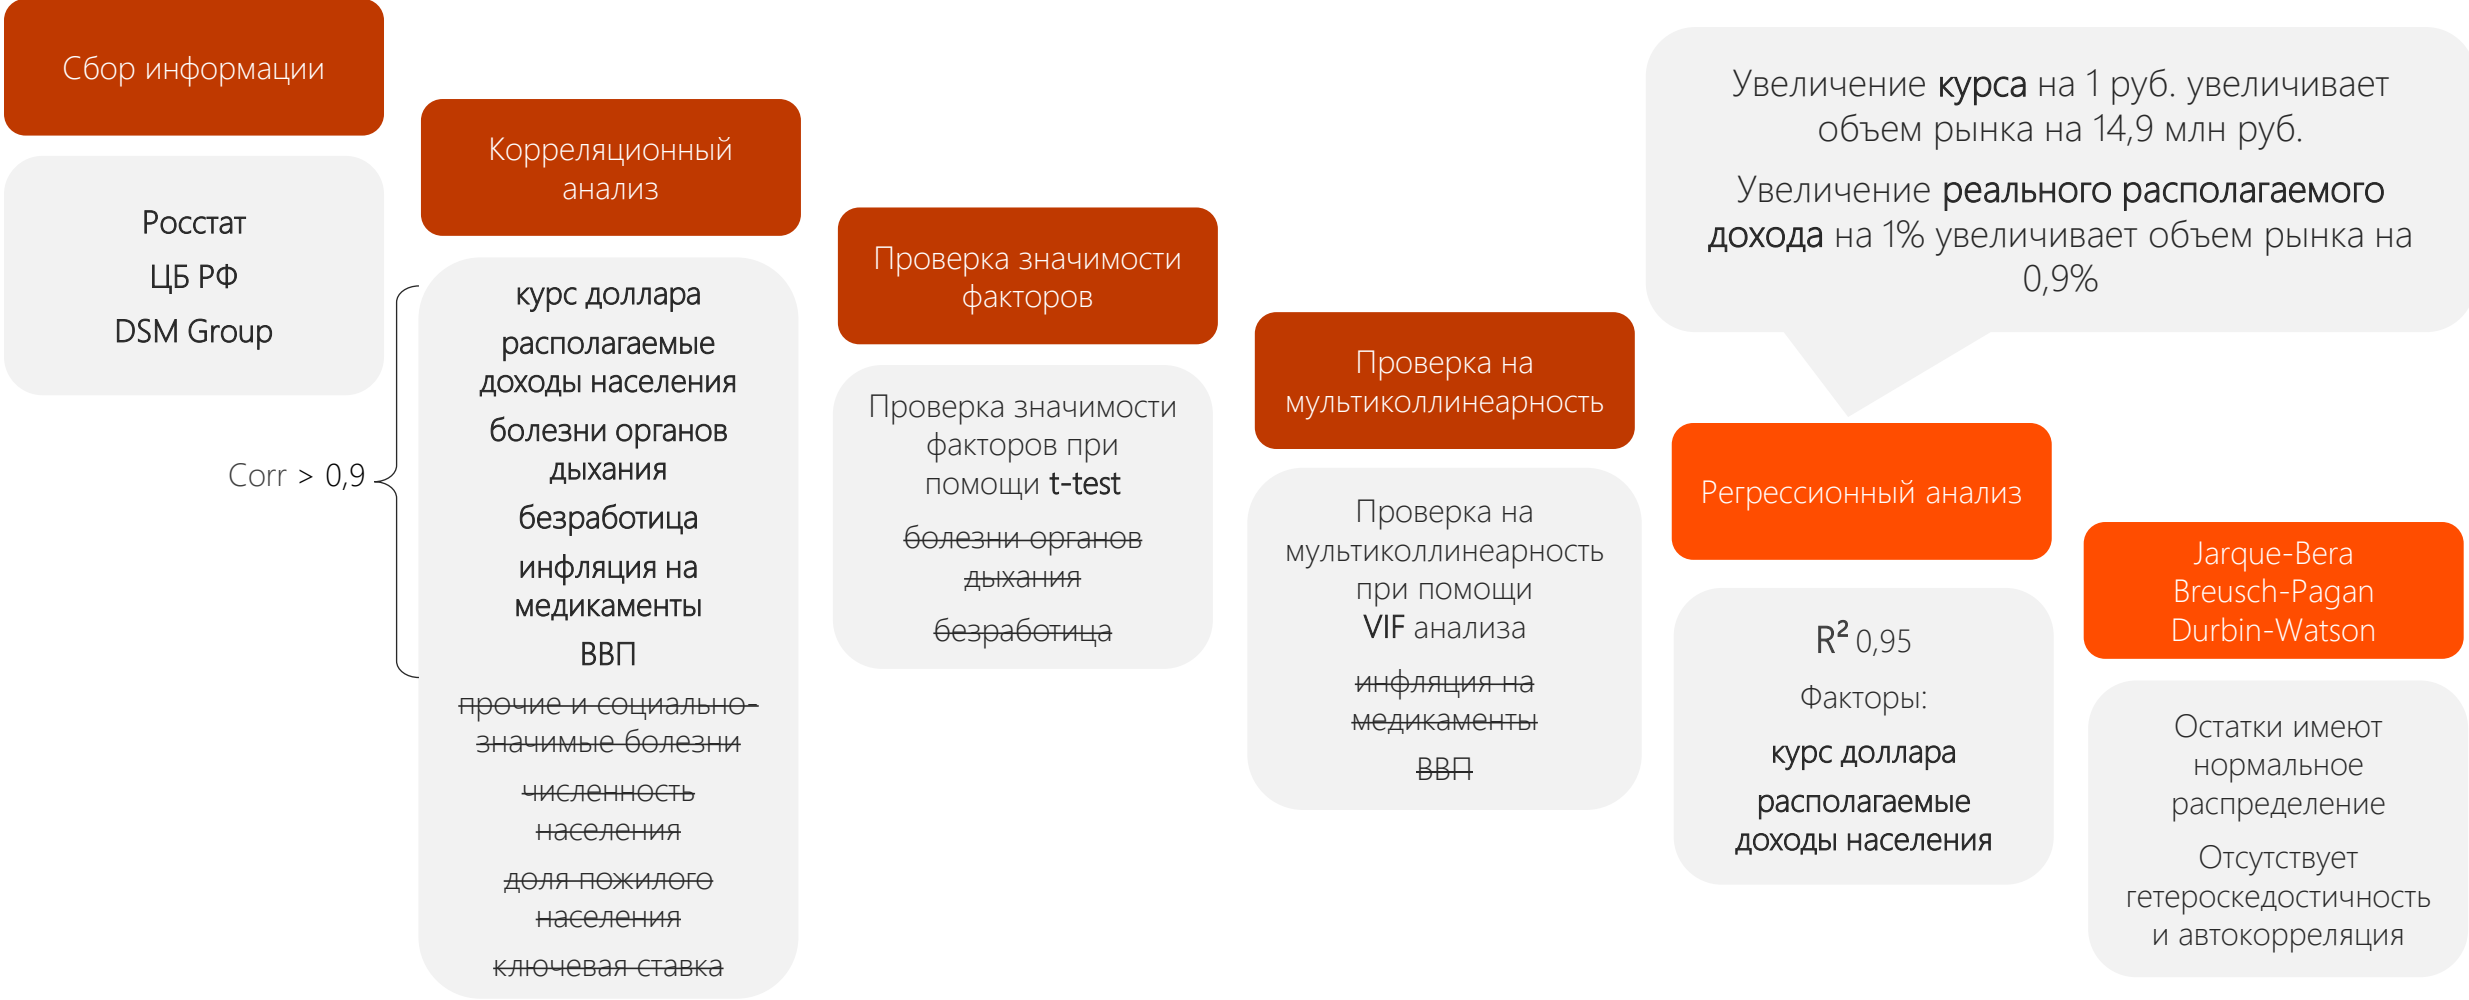 Сбор информации
Росстат
ЦБ РФ
DSM Group
Corr > 0,9
Корреляционный
анализ
курс доллара
располагаемые
доходы населения
болезни органов
дыхания
безработица
инфляция на
медикаменты
ВВП
прочие и социально-
значимые болезни
численность
населения
доля пожилого
населения
ключевая ставка
Проверка значимости
факторов
Проверка значимости
факторов при
помощи t-test
болезни органов
дыхания
безработица
Проверка на
мультиколлинеарность
Проверка на
мультиколлинеарность
при помощи
VIF анализа
инфляция на
медикаменты
ВВП
Увеличение курса на 1 руб. увеличивает
объем рынка на 14,9 млн руб.
Увеличение реального располагаемого
дохода на 1% увеличивает объем рынка на
0,9%
Регрессионный анализ
R² 0,95
Факторы:
курс доллара
располагаемые
доходы населения
Jarque-Bera
Breusch-Pagan
Durbin-Watson
Остатки имеют
нормальное
распределение
Отсутствует
гетероскедостичность
и автокорреляция